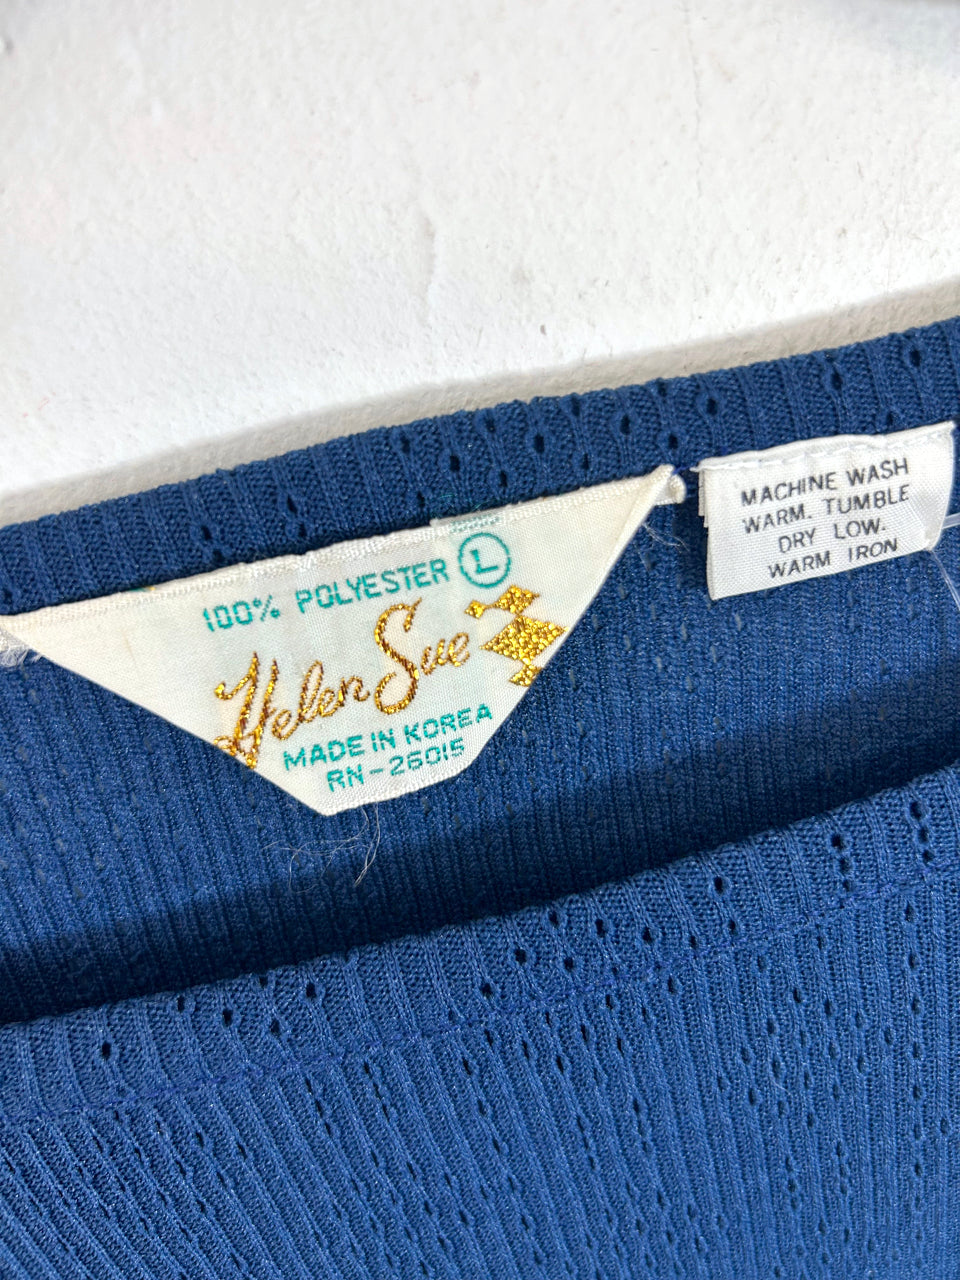 100% POLYESTER L
Helen Sue
MADE IN KOREA
RN-26015
MACHINE WASH
WARM. TUMBLE
DRY LOW.
WARM IRON